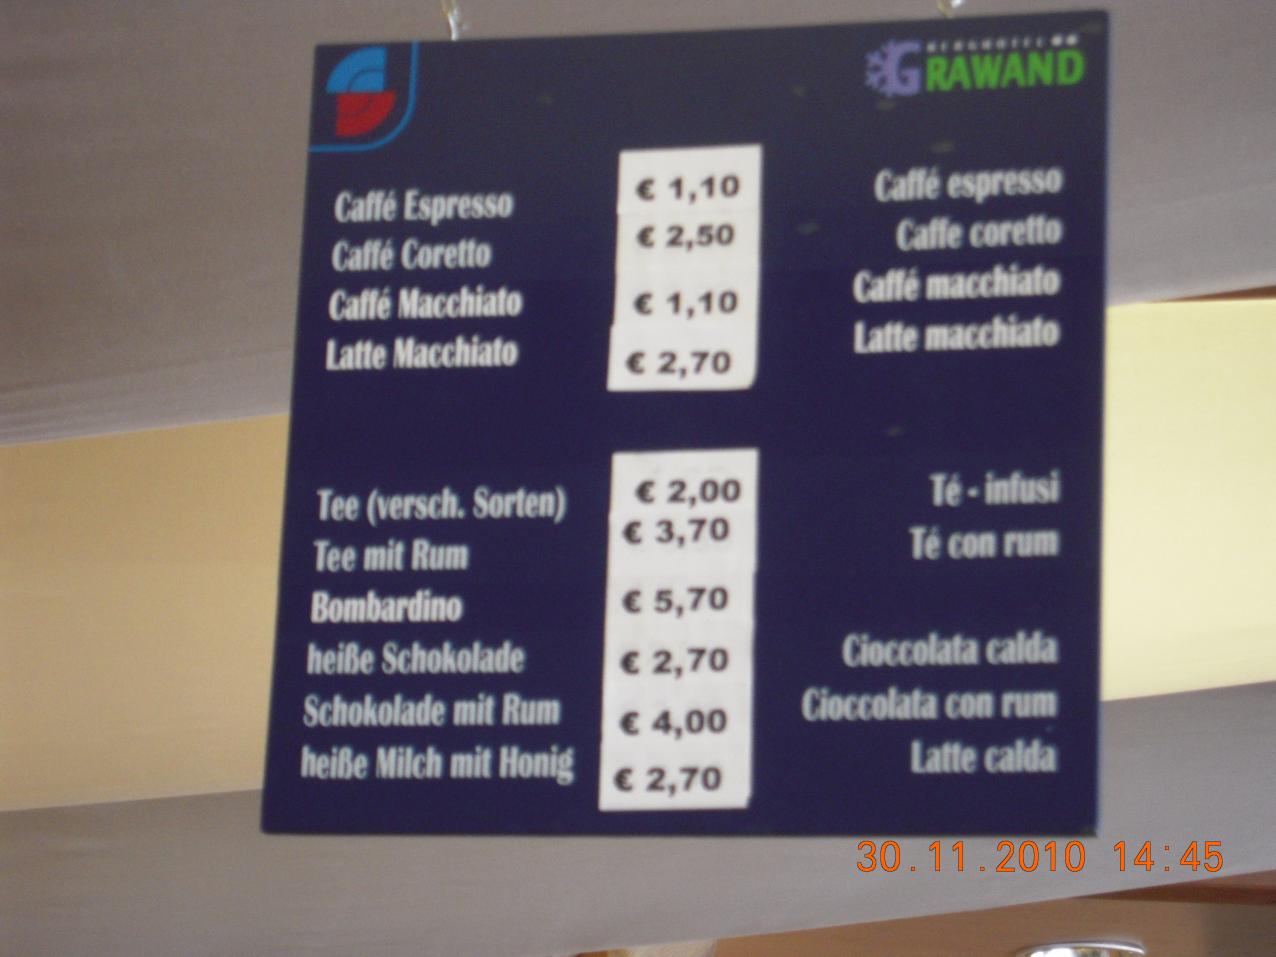 BERGHOTEL
GRAWAND
Caffé Espresso € 1,10 Caffé espresso
Caffé Coretto € 2,50 Caffe coretto
Caffé Macchiato € 1,10 Caffé macchiato
Latte Macchiato € 2,70 Latte macchiato
Tee (versch. Sorten) € 2,00 Té - infusi
Tee mit Rum € 3,70 Té con rum
Bombardino € 5,70
heiße Schokolade € 2,70 Cioccolata calda
Schokolade mit Rum € 4,00 Cioccolata con rum
heiße Milch mit Honig € 2,70 Latte calda
30.11.2010 14:45